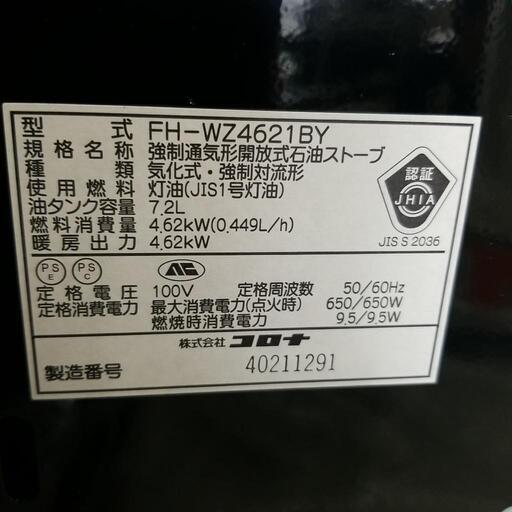 型式 FH-WZ4621BY
規格名称 強制通気形開放式石油ストーブ
種類 気化式・強制対流形
使用燃料 灯油(JIS1号灯油)
油タンク容量 7.2L
燃料消費量 4.62kW(0.449L/h)
暖房出力 4.62kW
認証
JHIA
JIS S 2036
PS E PS C
定格電圧 100V 定格周波数 50/60Hz
定格消費電力 最大消費電力(点火時) 650/650W
燃焼時消費電力 9.5/9.5W
株式会社 コロナ
製造番号 40211291